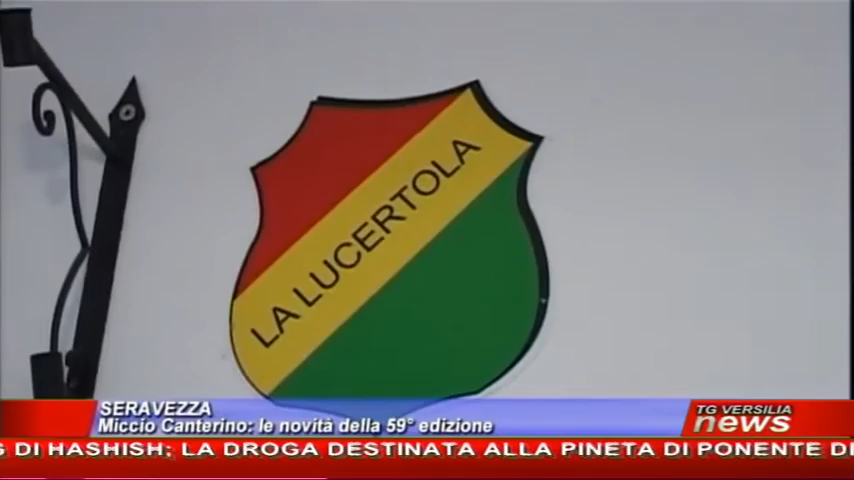 LA LUCERTOLA
SERAVEZZA
Miccio Canterino: le novità della 59° edizione
TG VERSILIA
news
G DI HASHISH; LA DROGA DESTINATA ALLA PINETA DI PONENTE DI